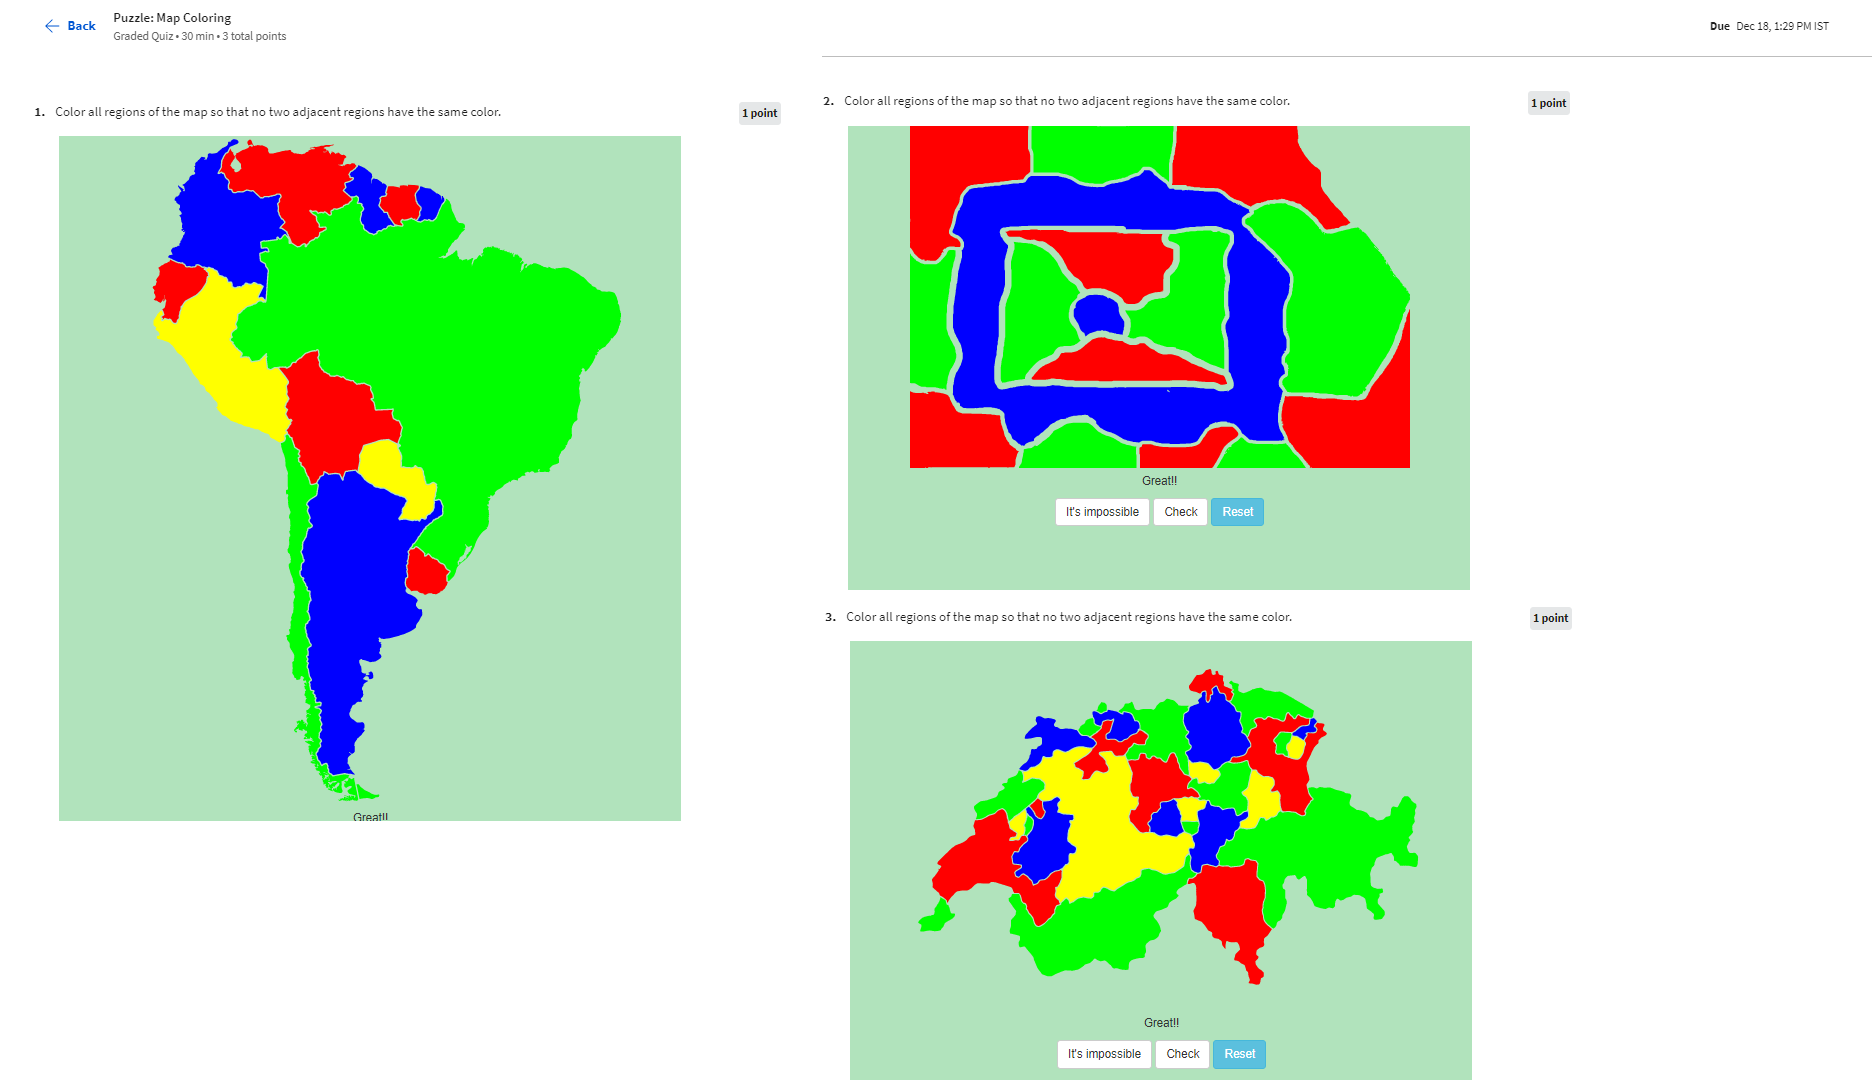 Back
Puzzle: Map Coloring
Graded Quiz • 30 min • 3 total points
Due Dec 18, 1:29 PM IST
1. Color all regions of the map so that no two adjacent regions have the same color.
1 point
Great!!
2. Color all regions of the map so that no two adjacent regions have the same color.
1 point
Great!!
It's impossible Check Reset
3. Color all regions of the map so that no two adjacent regions have the same color.
1 point
Great!!
It's impossible Check Reset